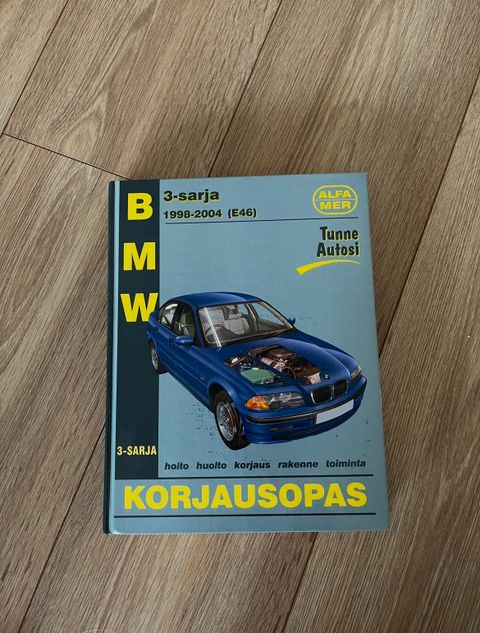 B
M
W
3-SARJA
3-sarja
1998-2004 (E46)
ALFA
MER
Tunne
Autosi
hoito huolto korjaus rakenne toiminta
KORJAUSOPAS